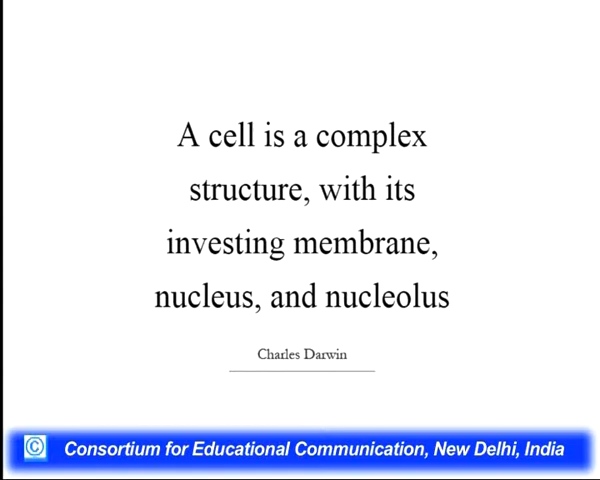 A cell is a complex
structure, with its
investing membrane,
nucleus, and nucleolus
Charles Darwin
© Consortium for Educational Communication, New Delhi, India